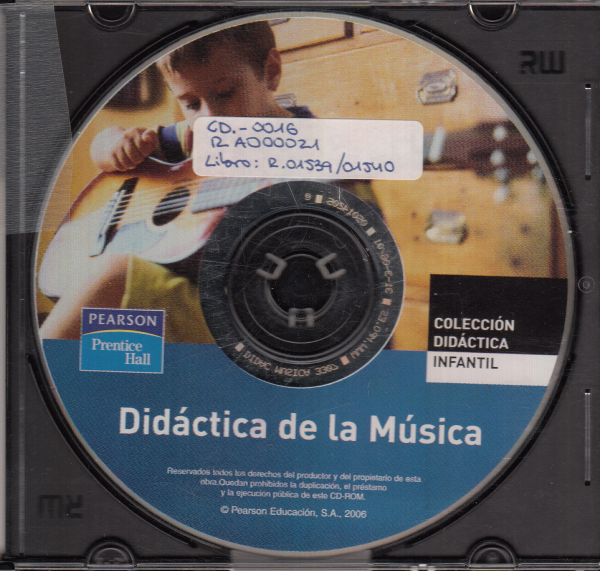 RW
CD.-0016
R A000021
Libro: R.01539/01540
PEARSON
Prentice
Hall
COLECCIÓN
DIDÁCTICA
INFANTIL
Didáctica de la Música
Reservados todos los derechos del productor y del propietario de esta
obra.Quedan prohibidos la duplicación, el préstamo
y la ejecución pública de este CD-ROM.
© Pearson Educación, S.A., 2006